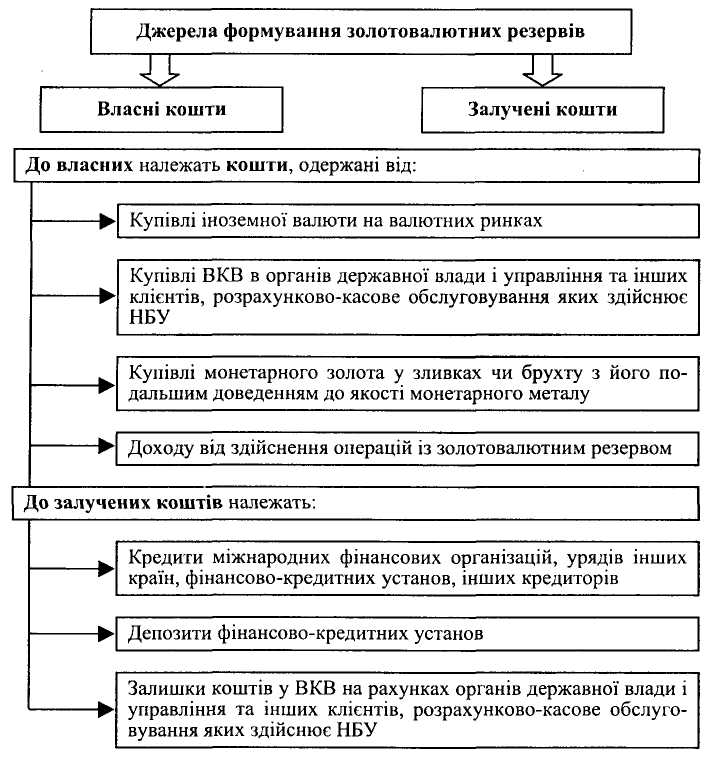 Джерела формування золотовалютних резервів
Власні кошти
Залучені кошти
До власних належать кошти, одержані від:
Купівлі іноземної валюти на валютних ринках
Купівлі ВКВ в органів державної влади і управління та інших
клієнтів, розрахунково-касове обслуговування яких здійснює
НБУ
Купівлі монетарного золота у зливках чи брухту з його по-
дальшим доведенням до якості монетарного металу
Доходу від здійснення операцій із золотовалютним резервом
До залучених коштів належать:
Кредити міжнародних фінансових організацій, урядів інших
країн, фінансово-кредитних установ, інших кредиторів
Депозити фінансово-кредитних установ
Залишки коштів у ВКВ на рахунках органів державної влади і
управління та інших клієнтів, розрахунково-касове обслуго-
вування яких здійснює НБУ